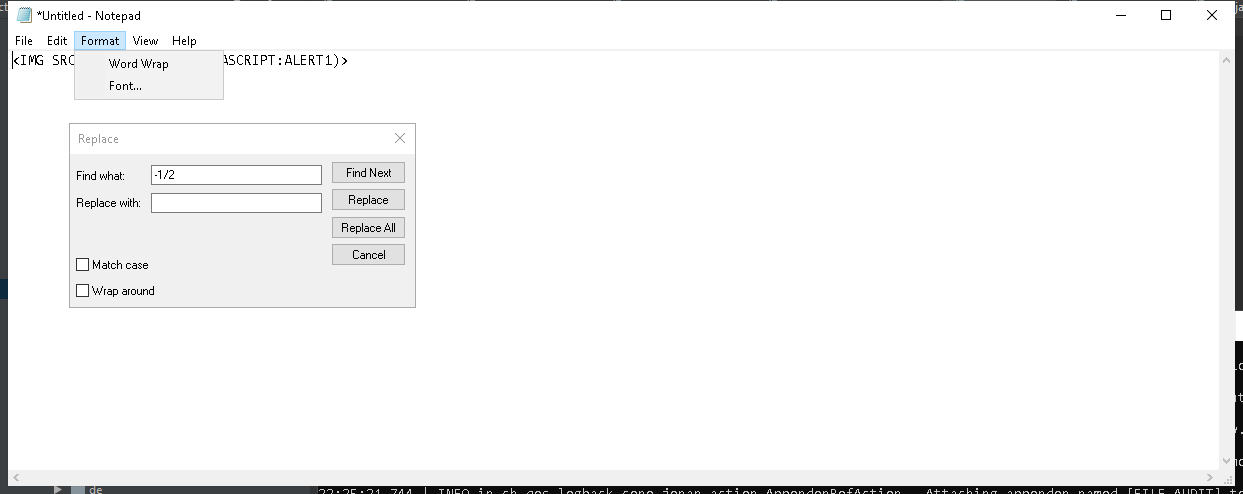 *Untitled - Notepad
File Edit Format View Help
<IMG SRC ASCRIPT:ALERT1)>
Word Wrap
Font...
Replace
Find what: -1/2 Find Next
Replace with: Replace
Replace All
Cancel
Match case
Wrap around
de
22:25:21.744 | INFO in ch.qos.logback.core.joran.action.AppenderRefAction - Attaching appender named [FILE_AUDIT] t